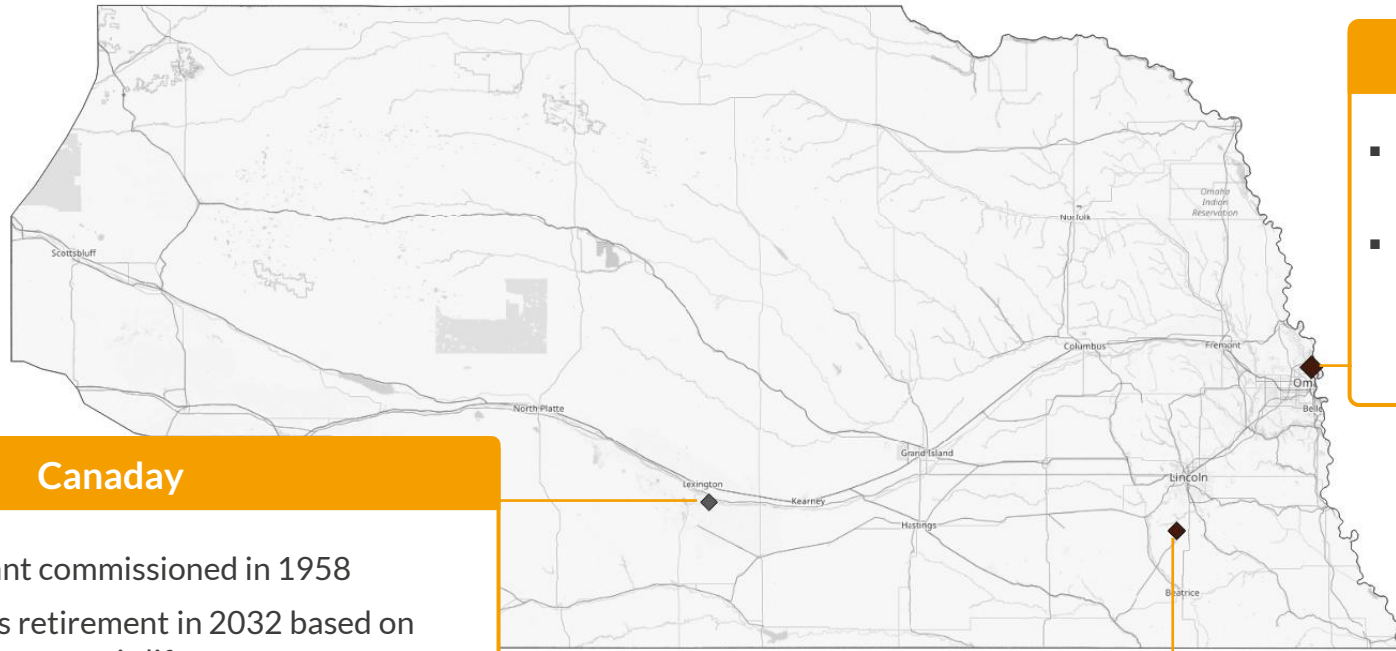 Omaha
Indian
Reservation
Norfolk
Scottsbluff
Columbus
Fremont
Om
Belle
North Platte
Grand Island
Canaday
Lexington
Lincoln
Kearney
Hastings
ant commissioned in 1958
Beatrice
s retirement in 2032 based on